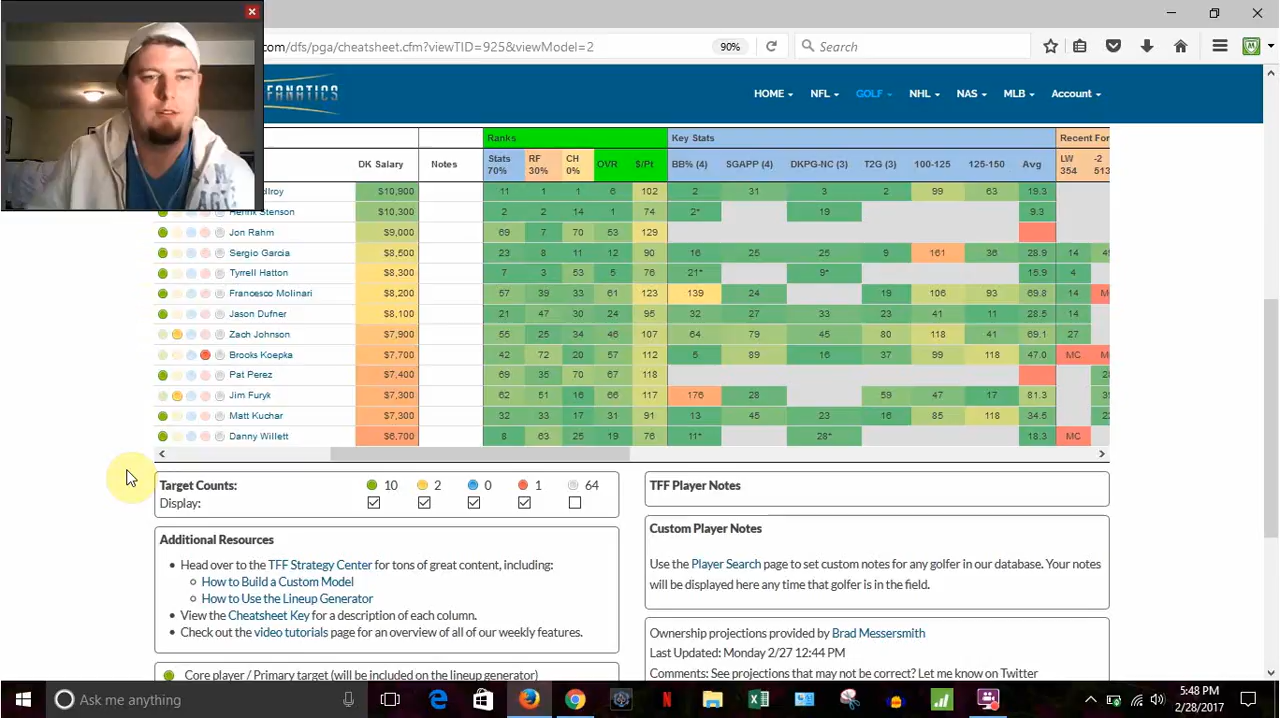 com/dfs/pga/cheatsheet.cfm?viewTID=925&viewModel=2 90% Search
FANATICS HOME NFL GOLF NHL NAS MLB Account
Ranks Key Stats Recent For
DK Salary Notes Stats 70% RF 30% CH 0% OVR $/Pt BB% (4) SGAPP (4) DKPG-NC (3) T2G (3) 100-125 125-150 Avg LW 354 -2 513
$10,900 11 1 1 6 102 2 31 3 2 99 63 19.3
Henrik Stenson $10,300 2 2 14 1 74 2* 19 9.3
Jon Rahm $9,000 69 7 70 53 129
Sergio Garcia $8,500 23 8 11 12 90 16 25 25 9 161 36 28.9 14
Tyrrell Hatton $8,300 7 3 53 5 76 21* 9* 15.9 4
Francesco Molinari $8,200 57 39 33 61 123 139 24 19 106 93 69.8 14
Jason Dufner $8,100 21 47 30 24 95 32 27 33 23 41 11 28.5 14
Zach Johnson $7,900 55 25 34 46 107 64 79 45 80 118 41 69.1 27
Brooks Koepka $7,700 42 72 20 57 112 5 89 16 37 99 118 47.0 MC
Pat Perez $7,400 69 35 70 67 118
Jim Furyk $7,300 62 51 16 66 117 176 28 59 47 17 81.3
Matt Kuchar $7,300 32 33 17 31 91 13 45 23 16 85 118 34.5
Danny Willett $6,700 8 63 25 19 76 11* 28* 18.3 MC
Target Counts: 10 2 0 1 64
Display:
TFF Player Notes
Additional Resources
Head over to the TFF Strategy Center for tons of great content, including:
How to Build a Custom Model
How to Use the Lineup Generator
View the Cheatsheet Key for a description of each column.
Check out the video tutorials page for an overview of all of our weekly features.
Custom Player Notes
Use the Player Search page to set custom notes for any golfer in our database. Your notes
will be displayed here any time that golfer is in the field.
Ownership projections provided by Brad Messersmith
Last Updated: Monday 2/27 12:44 PM
Comments: See projections that may not be correct? Let me know on Twitter
Core player / Primary target (will be included on the lineup generator)
Ask me anything
5:48 PM
2/28/2017